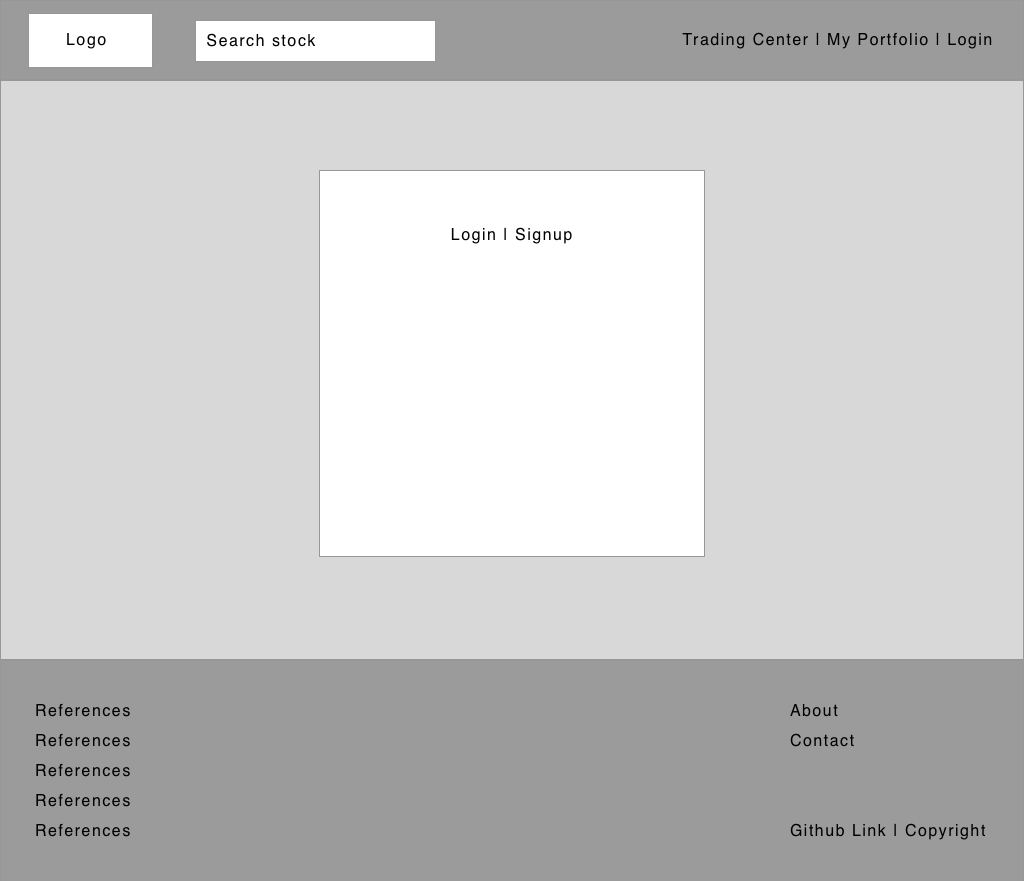 Logo
Search stock
Trading Center | My Portfolio | Login
Login | Signup
References
References
References
References
References
About
Contact
Github Link | Copyright